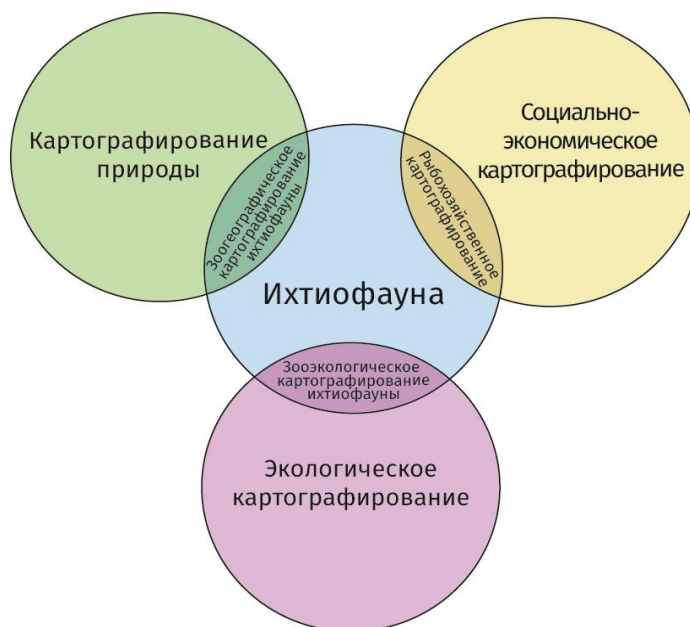 Картографирование
природы
Социально-
экономическое
картографирование
Зоогеографическое
картографирование
ихтиофауны
Рыбохозяйственное
картографирование
Ихтиофауна
Зооэкологическое
картографирование
ихтиофауны
Экологическое
картографирование